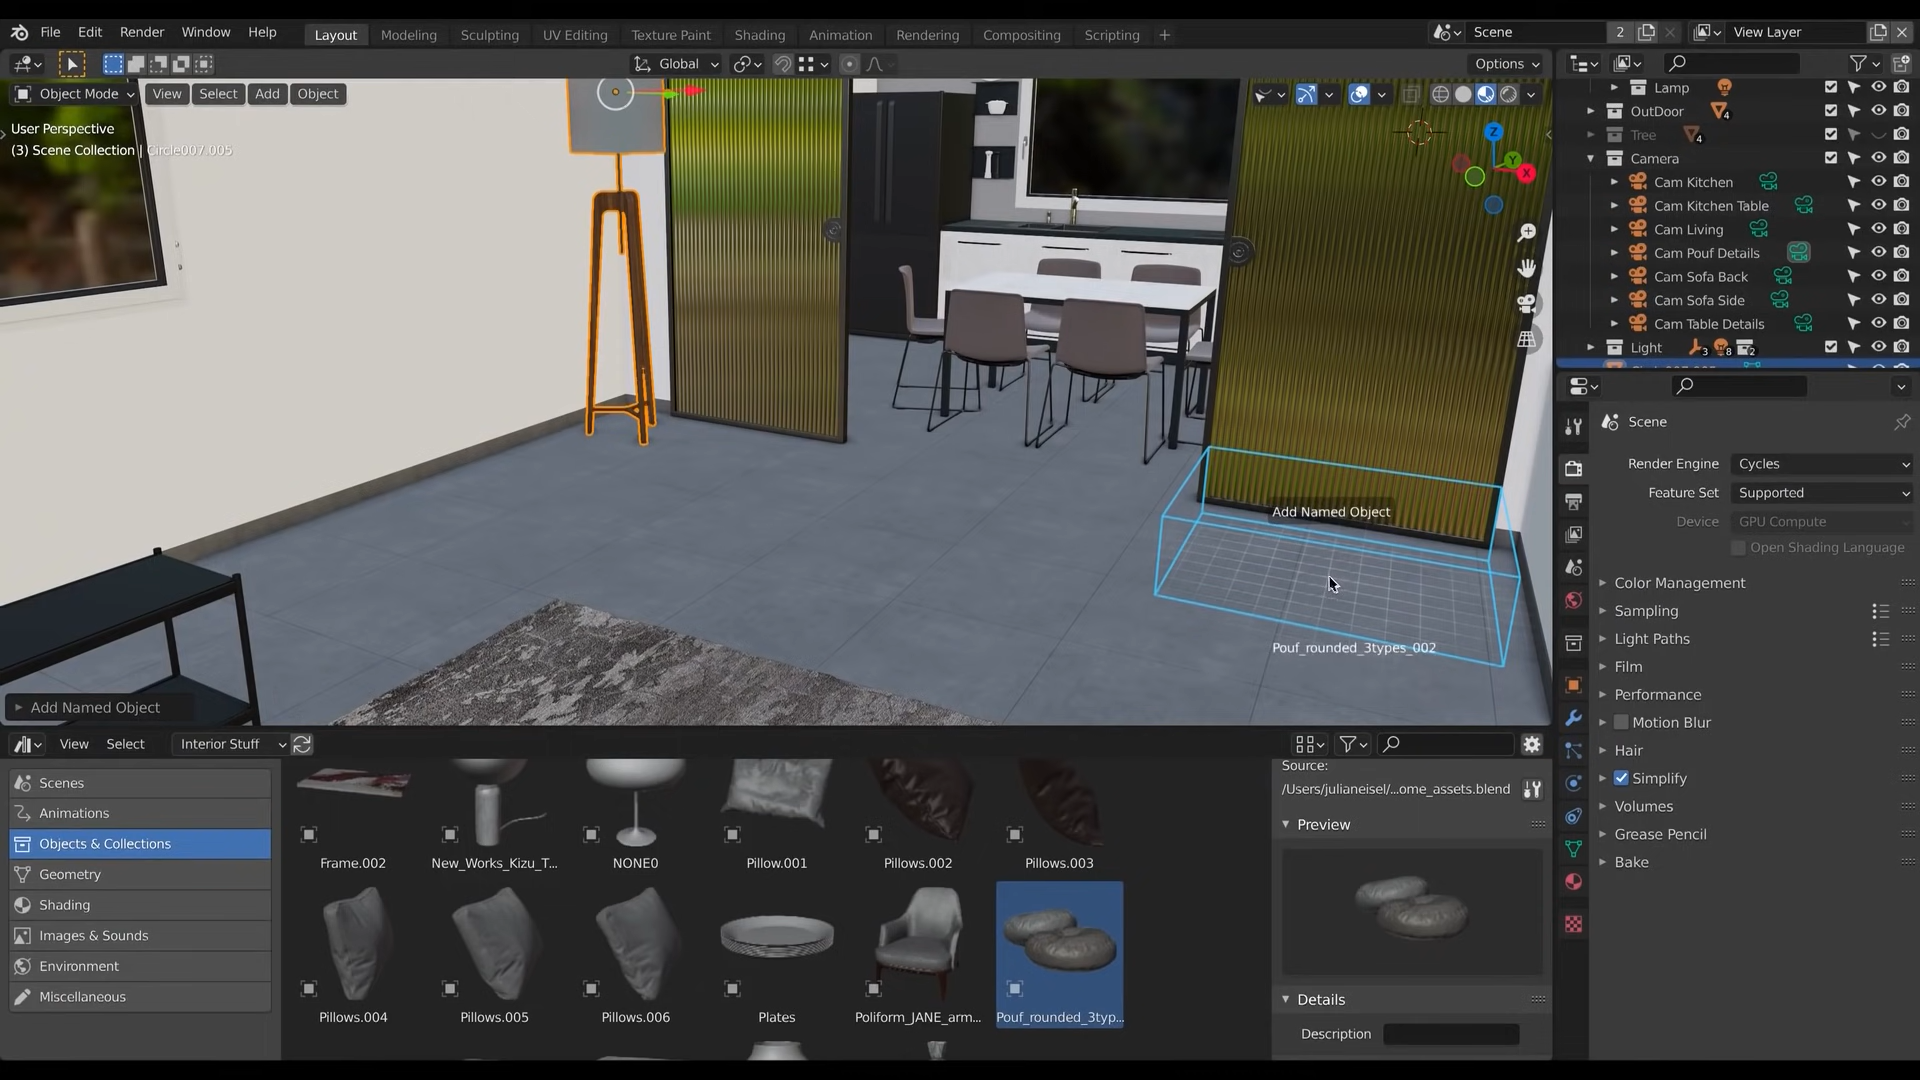 File Edit Render Window Help
Layout Modeling Sculpting UV Editing Texture Paint Shading Animation Rendering Compositing Scripting +
Scene 2 View Layer
Global Options
Object Mode View Select Add Object
User Perspective
(3) Scene Collection | Circle007.005
Z
Y
X
Add Named Object
Pouf_rounded_3types_002
Add Named Object
Lamp
OutDoor 4
Tree 4
Camera
Cam Kitchen
Cam Kitchen Table
Cam Living
Cam Pouf Details
Cam Sofa Back
Cam Sofa Side
Cam Table Details
Light 3 8 2
Scene
Render Engine Cycles
Feature Set Supported
Device GPU Compute
Open Shading Language
Color Management
Sampling
Light Paths
Film
Performance
Motion Blur
Hair
Simplify
Volumes
Grease Pencil
Bake
View Select Interior Stuff
Scenes
Animations
Objects & Collections
Geometry
Shading
Images & Sounds
Environment
Miscellaneous
Frame.002 New_Works_Kizu_T... NONE0 Pillow.001 Pillows.002 Pillows.003
Pillows.004 Pillows.005 Pillows.006 Plates Poliform_JANE_arm... Pouf_rounded_3typ...
Source:
/Users/julianeisel/...ome_assets.blend
Preview
Details
Description